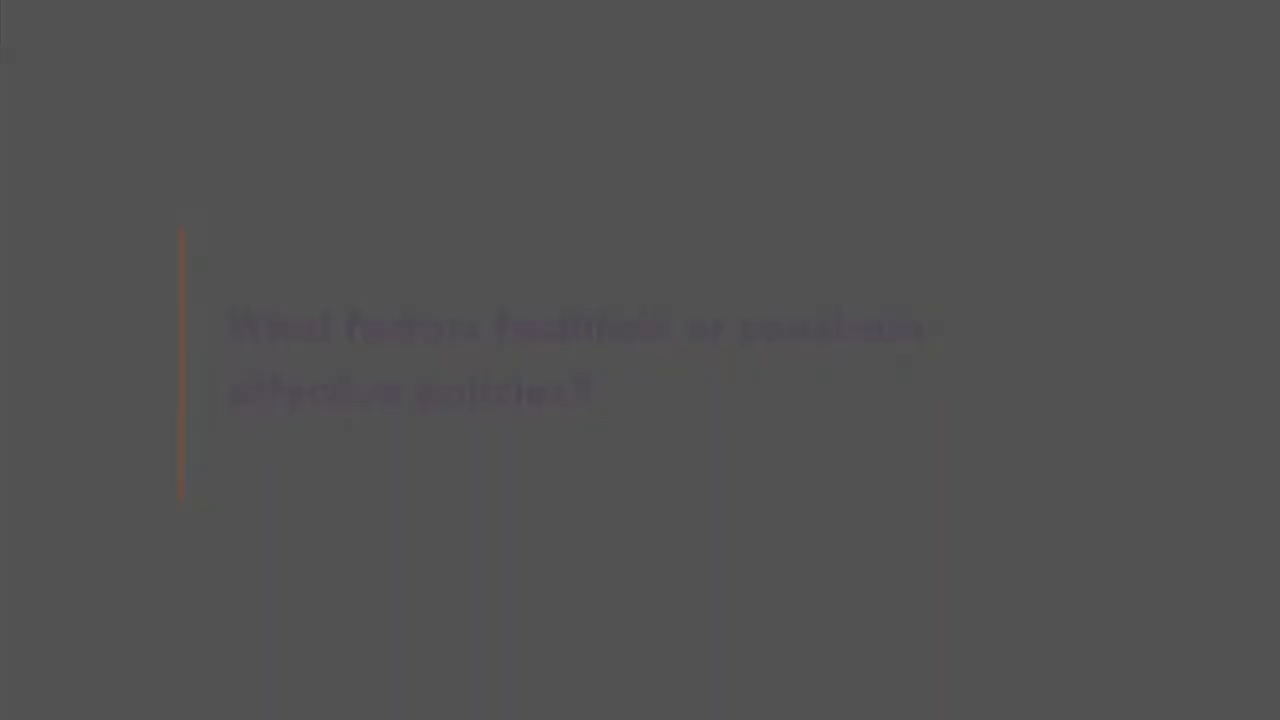 What factors facilitate or constrain
effective policies?